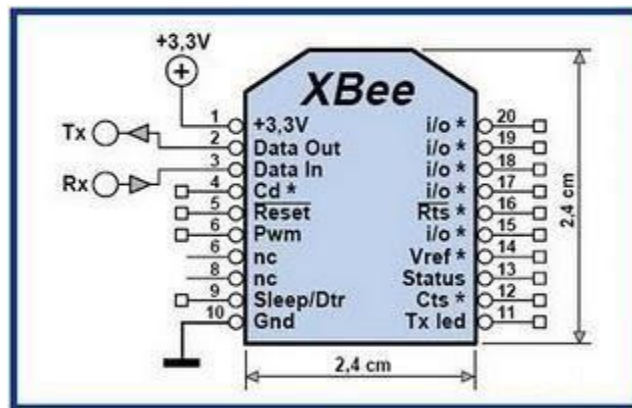 +3,3V
XBee
1 +3,3V i/o * 20
Tx 2 Data Out i/o * 19
3 Data In i/o * 18
Rx 4 Cd * i/o * 17
5 Reset Rts * 16
6 Pwm i/o * 15
6 nc Vref * 14
8 nc Status 13
9 Sleep/Dtr Cts * 12
10 Gnd Tx led 11
2,4 cm
2,4 cm